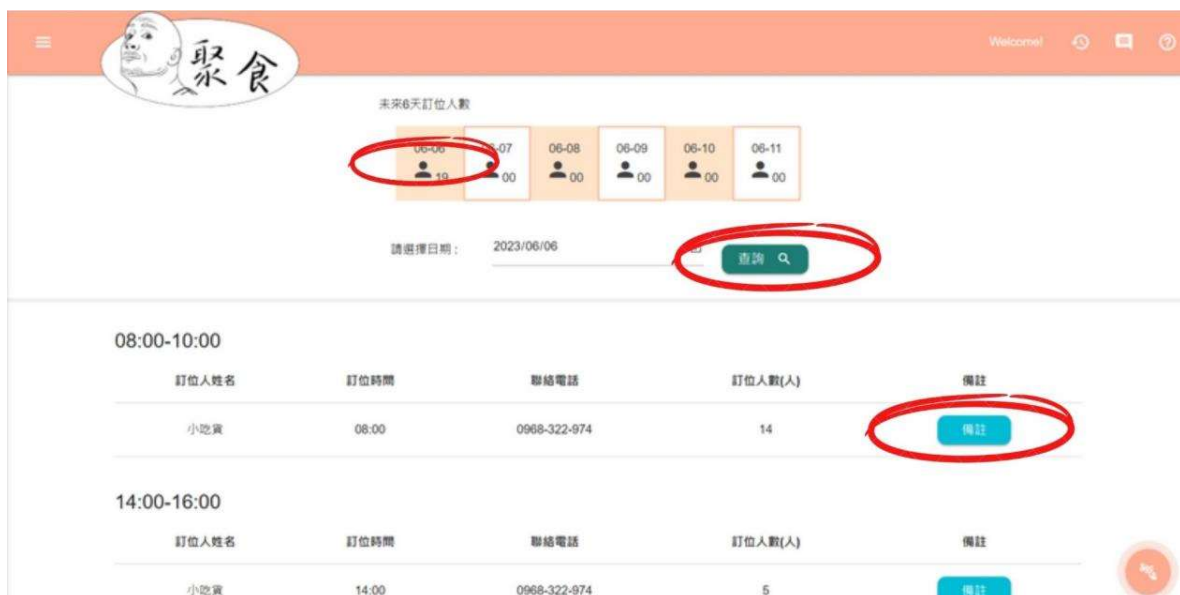 聚食
Welcome!
未來6天訂位人數
06-06 06-07 06-08 06-09 06-10 06-11
19 00 00 00 00 00
請選擇日期：
2023/06/06
查詢
08:00-10:00
訂位人姓名 訂位時間 聯絡電話 訂位人數(人) 備註
小吃貨 08:00 0968-322-974 14 備註
14:00-16:00
訂位人姓名 訂位時間 聯絡電話 訂位人數(人) 備註
小吃貨 14:00 0968-322-974 5 備註